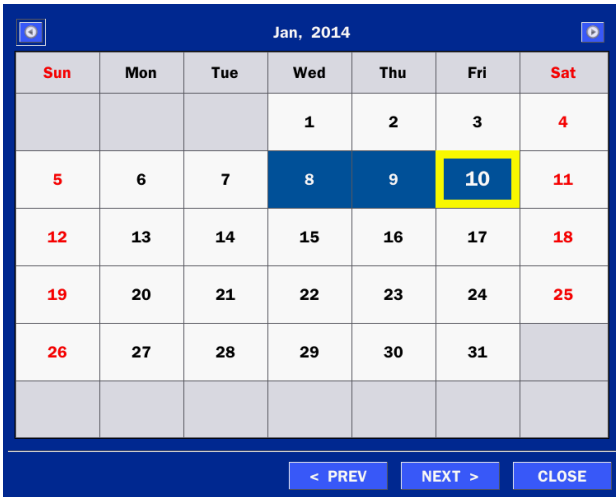 Jan, 2014
Sun Mon Tue Wed Thu Fri Sat
1 2 3 4
5 6 7 8 9 10 11
12 13 14 15 16 17 18
19 20 21 22 23 24 25
26 27 28 29 30 31
< PREV NEXT > CLOSE